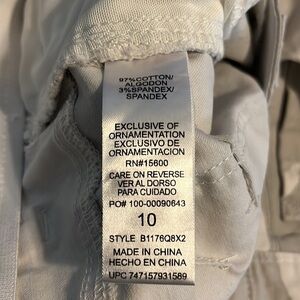 97%COTTON/
ALGODON
3%SPANDEX/
SPANDEX
EXCLUSIVE OF
ORNAMENTATION
EXCLUSIVO DE
ORNAMENTACION
RN#15600
CARE ON REVERSE
VER AL DORSO
PARA CUIDADO
PO# 100-00090643
10
STYLE B1176Q8X2
MADE IN CHINA
HECHO EN CHINA
UPC 747157931589